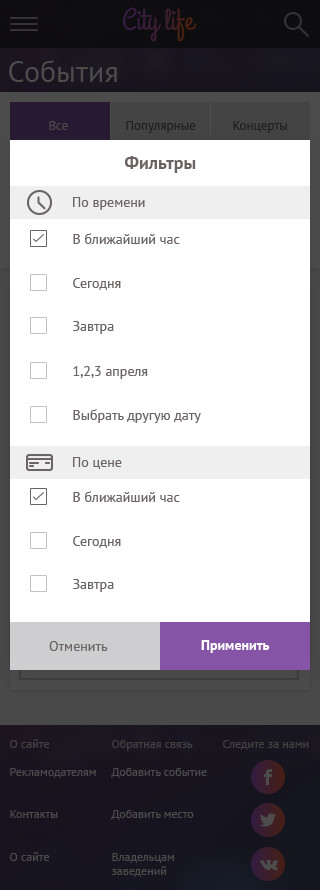 City life
События
Все Популярные Концерты
Фильтры
По времени
В ближайший час
Сегодня
Завтра
1,2,3 апреля
Выбрать другую дату
По цене
В ближайший час
Сегодня
Завтра
Отменить Применить
О сайте Обратная связь Следите за нами
Рекламодателям Добавить событие
Контакты Добавить место
О сайте Владельцам
заведений